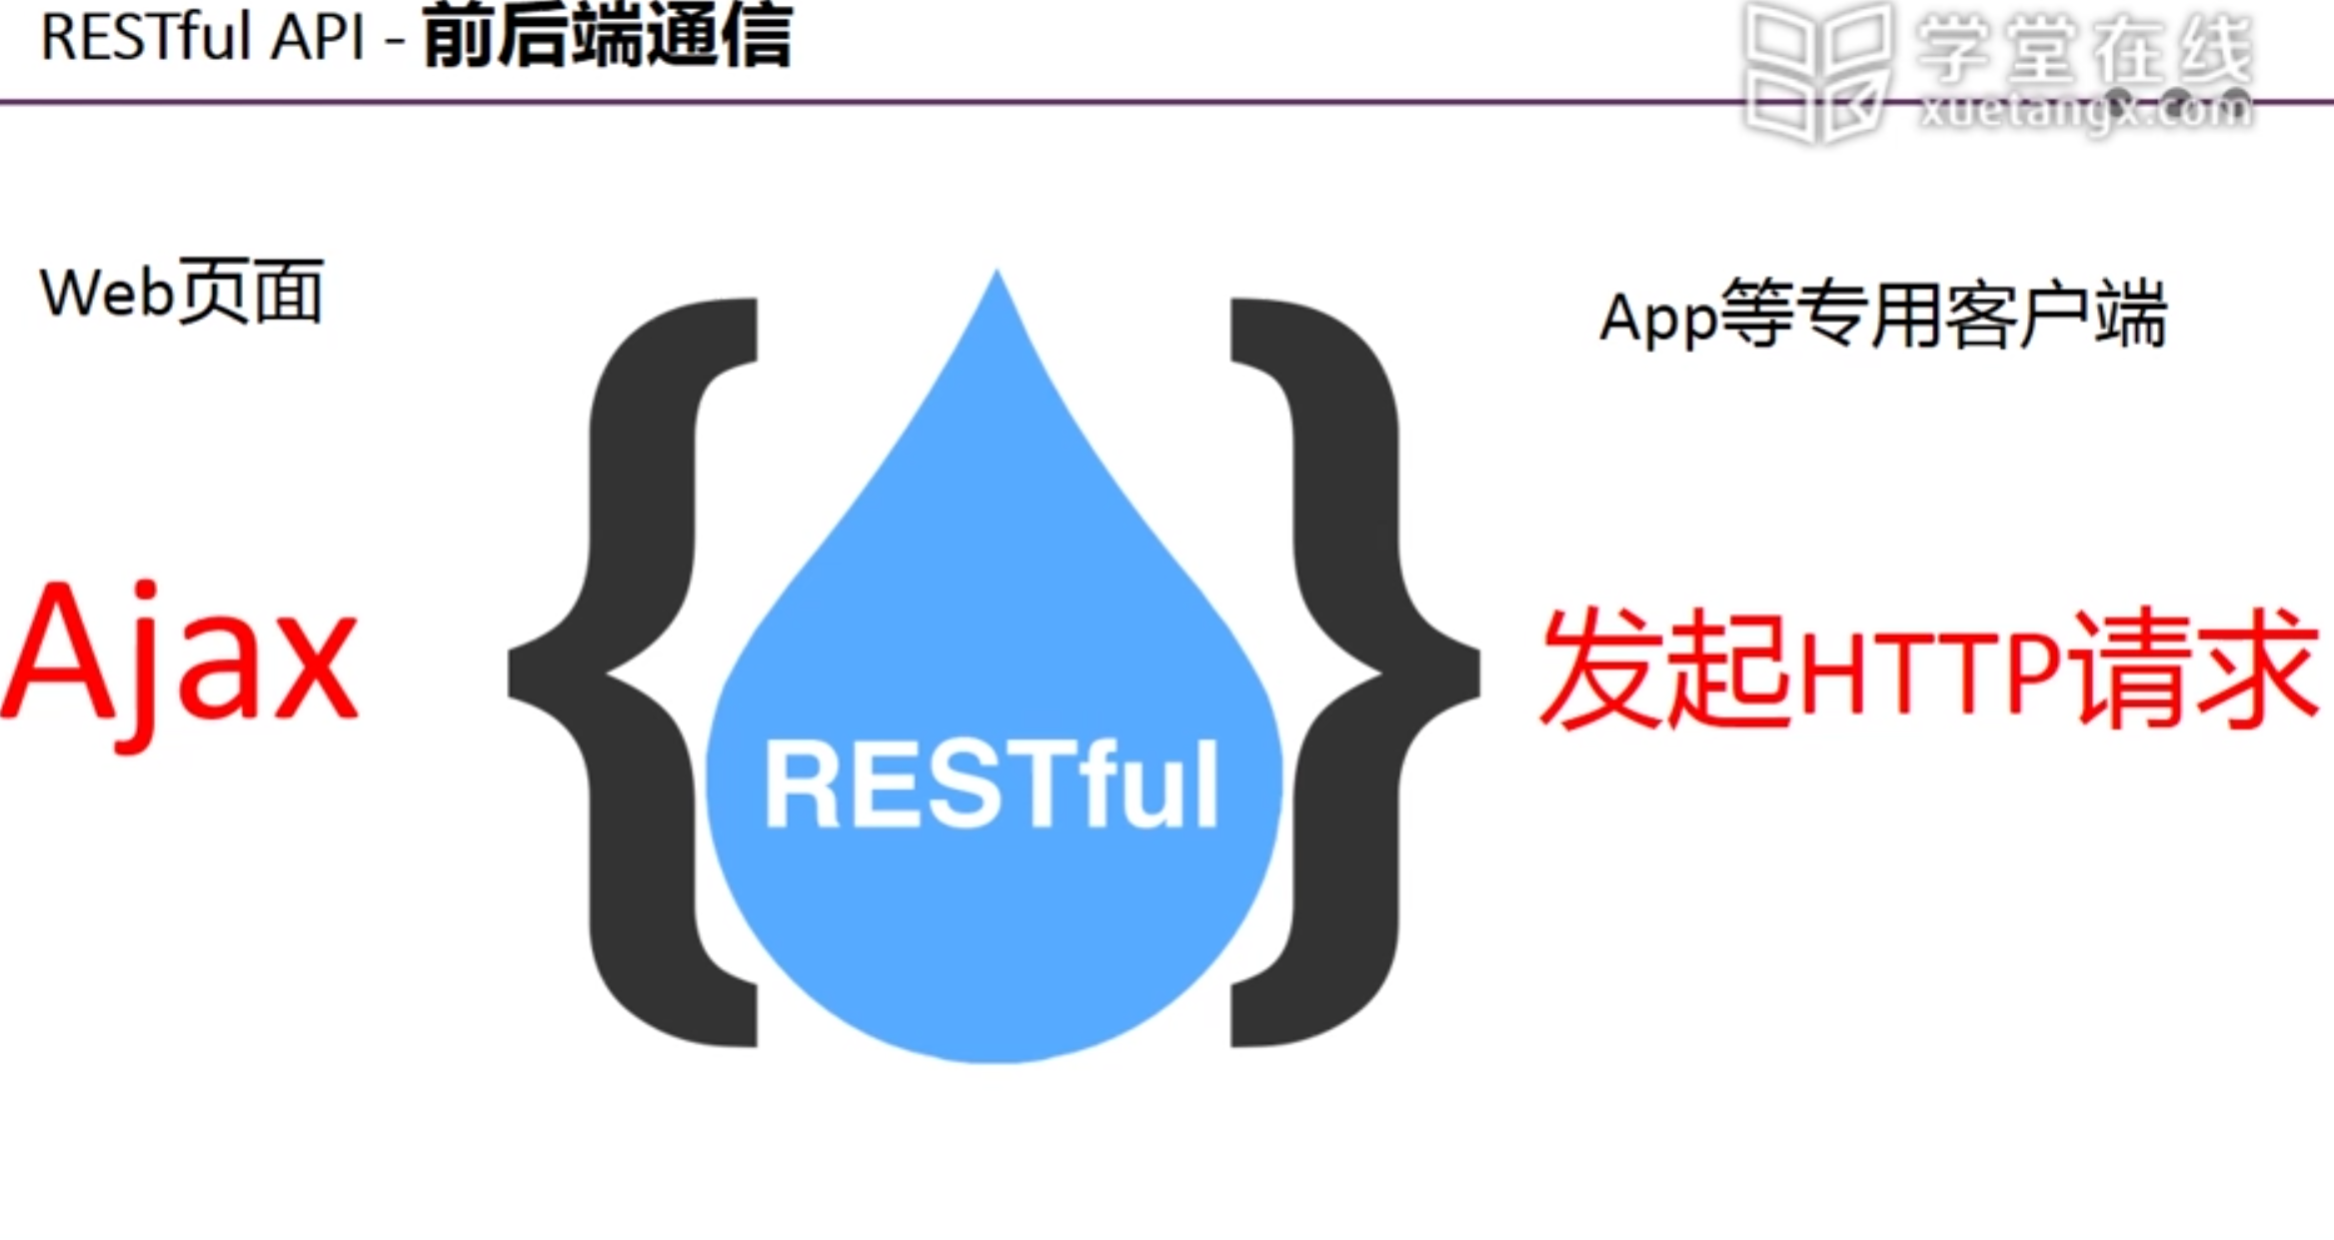 RESTful API - 前后端通信
学堂在线
xuetangx.com
Web页面
App等专用客户端
Ajax
发起HTTP请求
RESTful